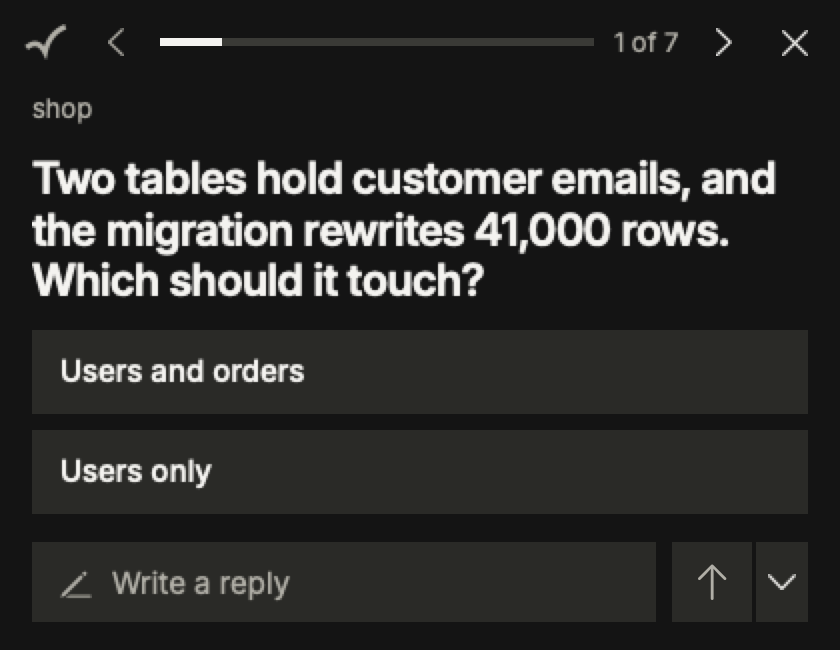 1 of 7
shop
Two tables hold customer emails, and
the migration rewrites 41,000 rows.
Which should it touch?
Users and orders
Users only
Write a reply